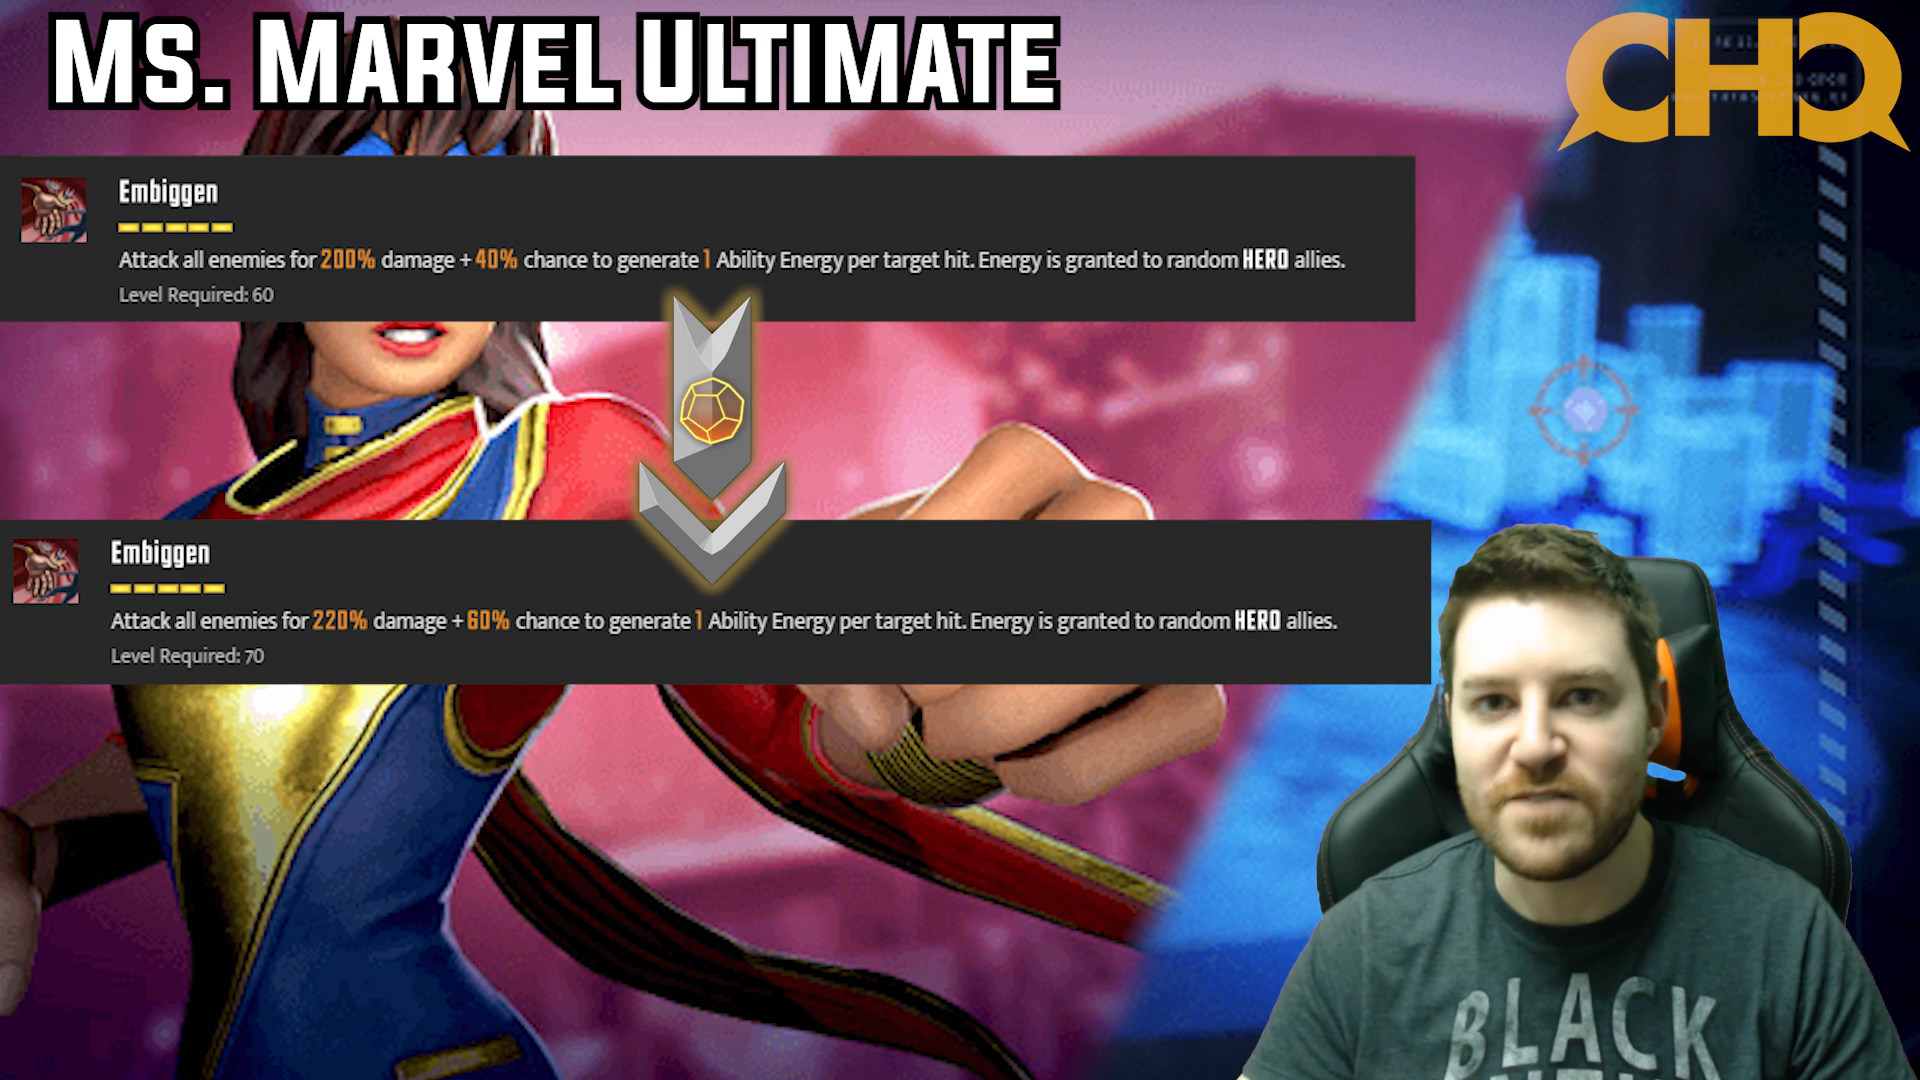 MS. MARVEL ULTIMATE
CHC
Embiggen
Attack all enemies for 200% damage + 40% chance to generate 1 Ability Energy per target hit. Energy is granted to random HERO allies.
Level Required: 60
Embiggen
Attack all enemies for 220% damage + 60% chance to generate 1 Ability Energy per target hit. Energy is granted to random HERO allies.
Level Required: 70
BLACK